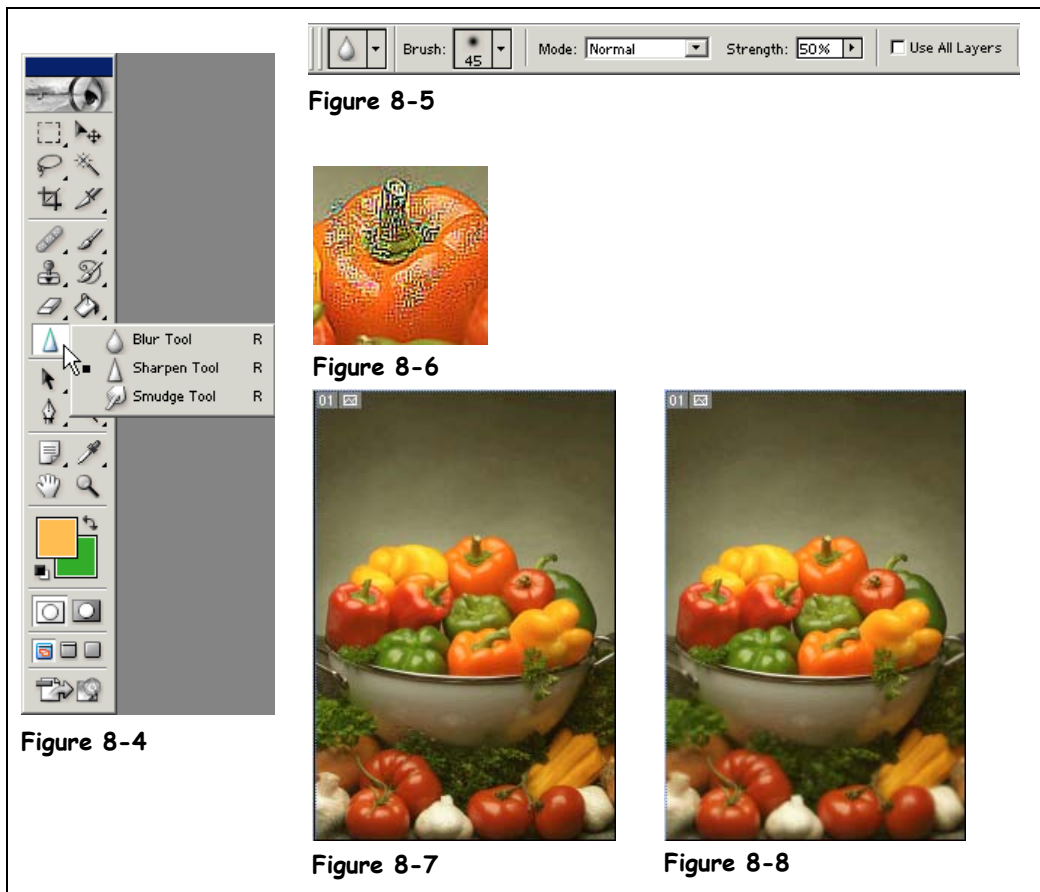 Brush:
45
Mode: Normal
Strength: 50%
Use All Layers
Figure 8-5
Blur Tool R
Sharpen Tool R
Smudge Tool R
Figure 8-4
Figure 8-6
01
Figure 8-7
01
Figure 8-8